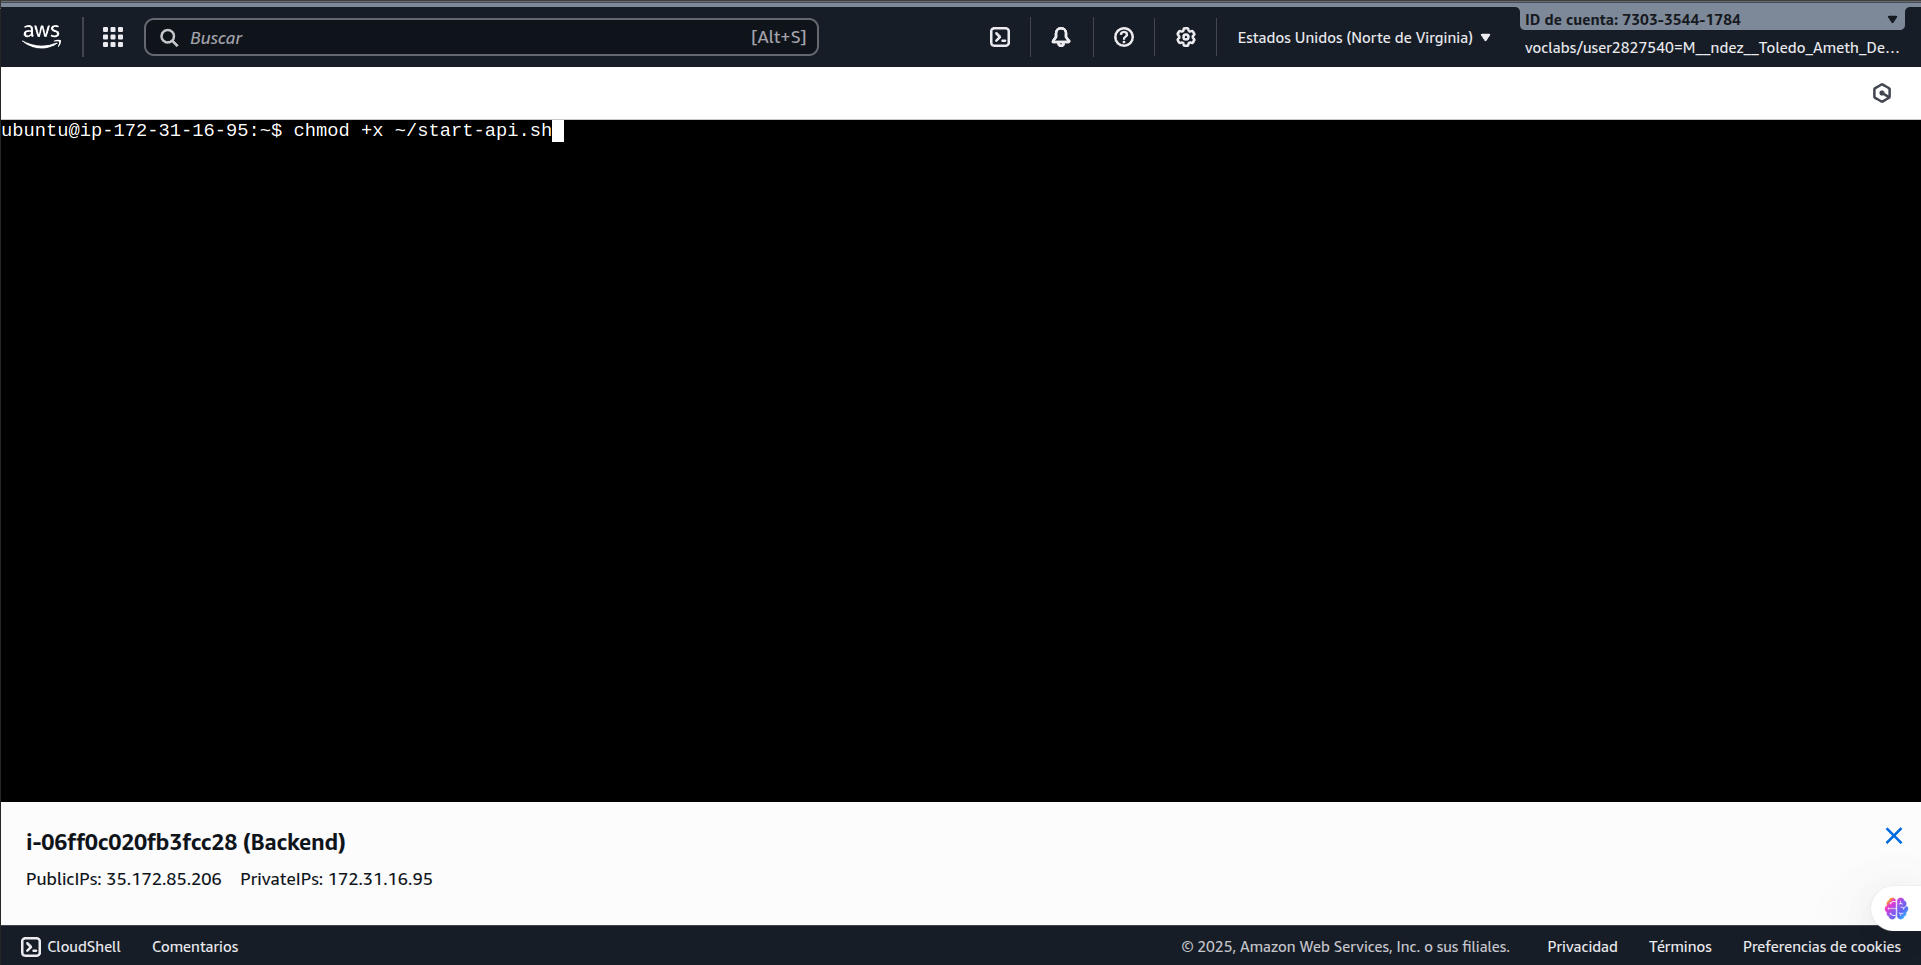 aws
Buscar [Alt+S]
Estados Unidos (Norte de Virginia)
ID de cuenta: 7303-3544-1784
voclabs/user2827540=M__ndez__Toledo_Ameth_De...
ubuntu@ip-172-31-16-95:~$ chmod +x ~/start-api.sh
i-06ff0c020fb3fcc28 (Backend)
PublicIPs: 35.172.85.206 PrivateIPs: 172.31.16.95
CloudShell Comentarios © 2025, Amazon Web Services, Inc. o sus filiales. Privacidad Términos Preferencias de cookies